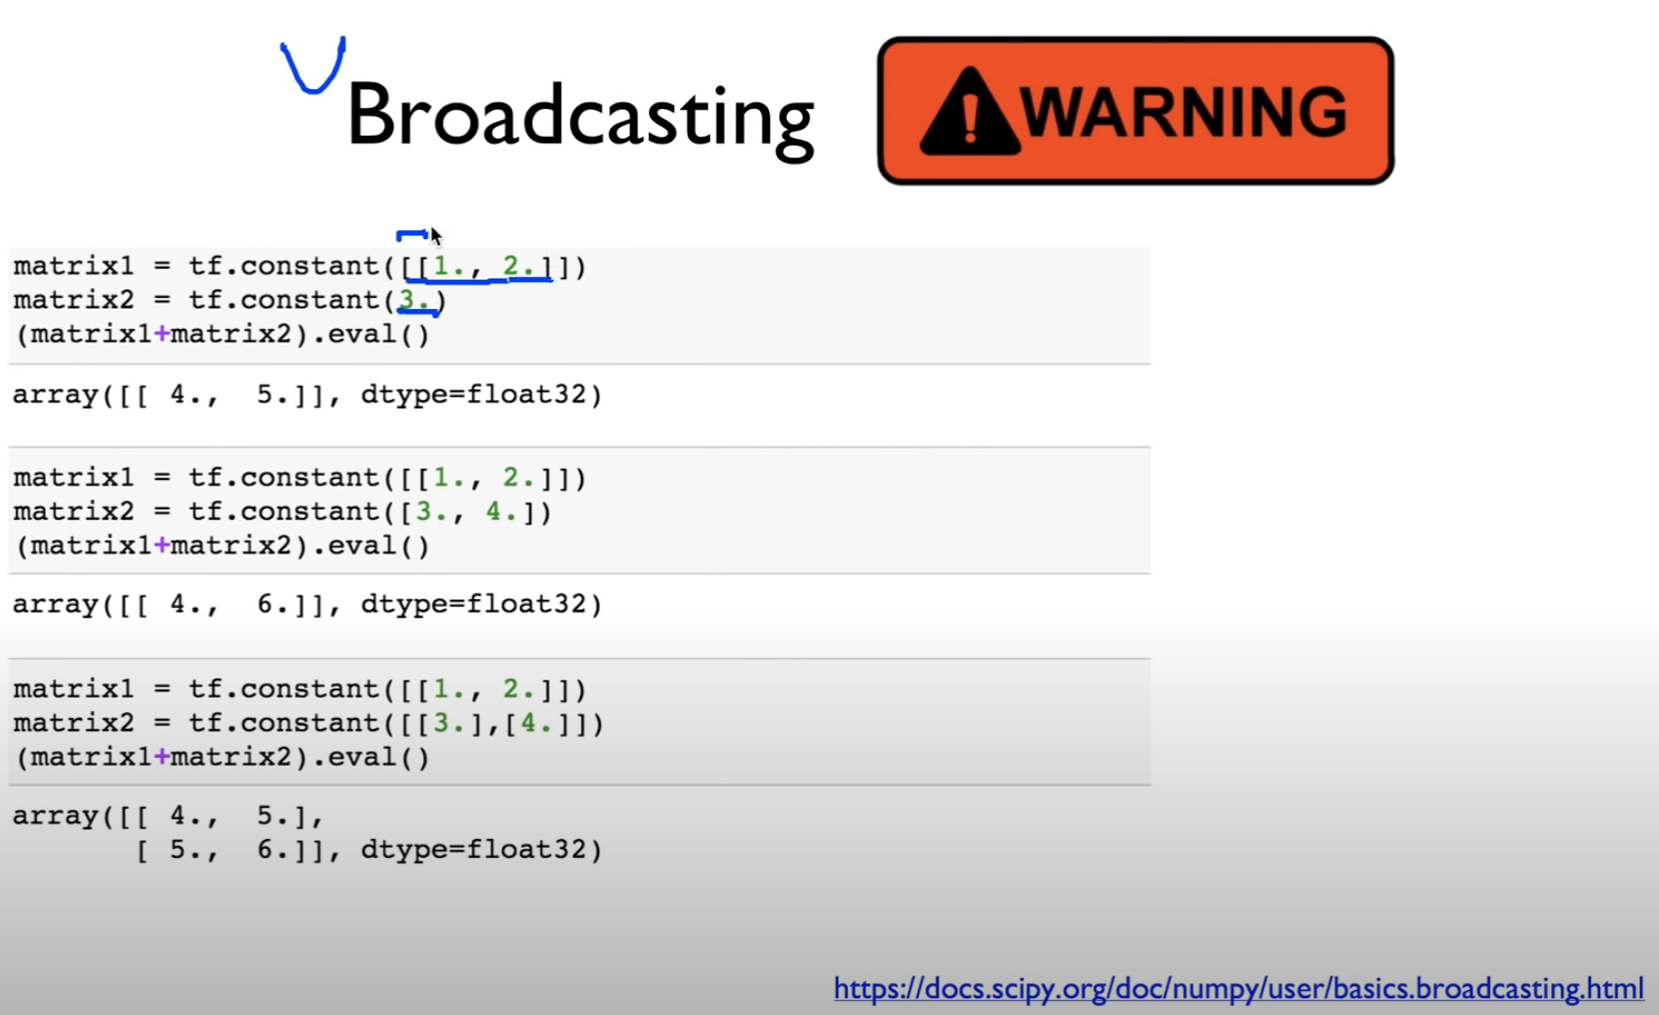 Broadcasting
WARNING
matrix1 = tf.constant([[1., 2.]])
matrix2 = tf.constant(3.)
(matrix1+matrix2).eval()
array([[ 4.,  5.]], dtype=float32)
matrix1 = tf.constant([[1., 2.]])
matrix2 = tf.constant([3., 4.])
(matrix1+matrix2).eval()
array([[ 4.,  6.]], dtype=float32)
matrix1 = tf.constant([[1., 2.]])
matrix2 = tf.constant([[3.],[4.]])
(matrix1+matrix2).eval()
array([[ 4.,  5.],
       [ 5.,  6.]], dtype=float32)
https://docs.scipy.org/doc/numpy/user/basics.broadcasting.html